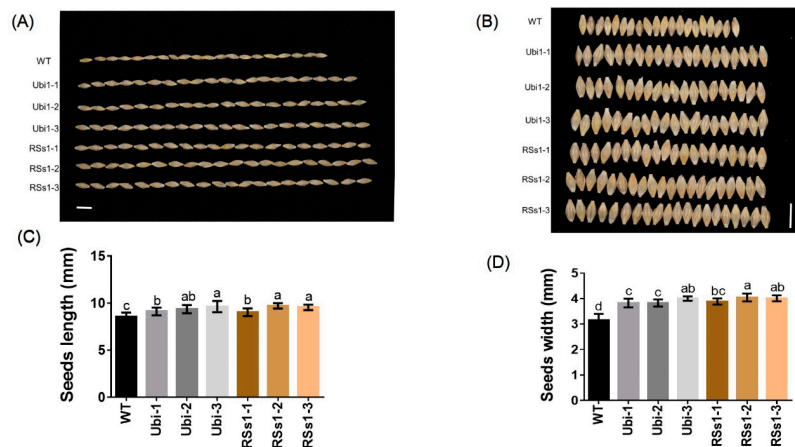 (A)
WT
Ubi1-1
Ubi1-2
Ubi1-3
RSs1-1
RSs1-2
RSs1-3
(B)
WT
Ubi1-1
Ubi1-2
Ubi1-3
RSs1-1
RSs1-2
RSs1-3
(C)
Seeds length (mm)
15
10
5
0
c b ab a b a a
WT Ubi-1 Ubi-2 Ubi-3 RSs1-1 RSs1-2 RSs1-3
(D)
Seeds width (mm)
5
4
3
2
1
0
d c c ab bc a ab
WT Ubi-1 Ubi-2 Ubi-3 RSs1-1 RSs1-2 RSs1-3